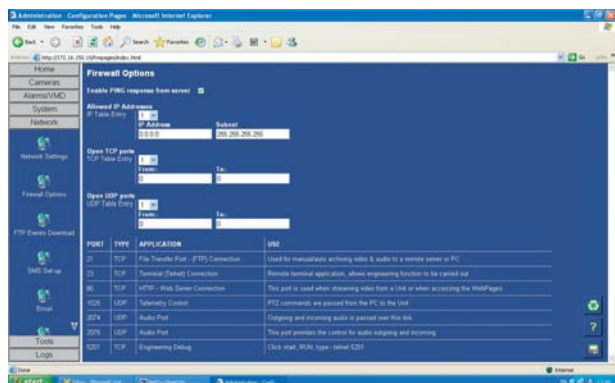 Administration - Configuration Pages - Microsoft Internet Explorer
File Edit View Favorites Tools Help
Back Search Favorites
Address Go Links
Home
Cameras
Alarms/VMD
System
Network
Network Settings
Firewall Options
FTP Events Download
SMS Set-up
Email
Tools
Logs
Firewall Options
Enable PING response from server
Allowed IP Addresses
IP Table Entry 1
IP Address Subnet
0.0.0.0 255.255.255.255
Open TCP ports
TCP Table Entry 1
From:- To:-
0 0
Open UDP ports
UDP Table Entry 1
From:- To:-
0 0
PORT TYPE APPLICATION USE
21 TCP File Transfer Port - (FTP) Connection Used for manual/auto archiving video & audio to a remote server or PC
23 TCP Terminal (Telnet) Connection Remote terminal application, allows engineering function to be carried out
80 TCP HTTP - Web Server Connection This port is used when streaming video from a Unit or when accessing the WebPages
UDP Telemetry Control PTZ commands are passed from the PC to the Unit
2074 UDP Audio Port Outgoing and incoming audio is passed over this link
2075 UDP Audio Port This port provides the control for audio outgoing and incoming
5201 TCP Engineering Debug Click start, RUN, type:- telnet 5201
Done Internet
start